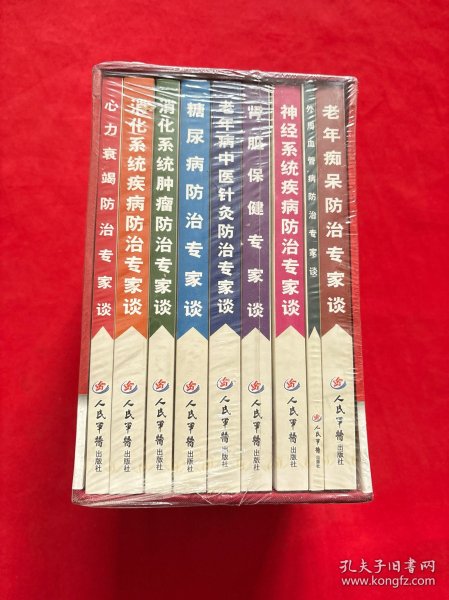 心力衰竭防治专家谈
消化系统疾病防治专家谈
消化系统肿瘤防治专家谈
糖尿病防治专家谈
老年病中医针灸防治专家谈
肾脏保健专家谈
神经系统疾病防治专家谈
外周血管病防治专家谈
老年痴呆防治专家谈
人民军医出版社
人民军医出版社
人民军医出版社
人民军医出版社
人民军医出版社
人民军医出版社
人民军医出版社
人民军医出版社
人民军医出版社
孔夫子旧书网
www.kongfz.com